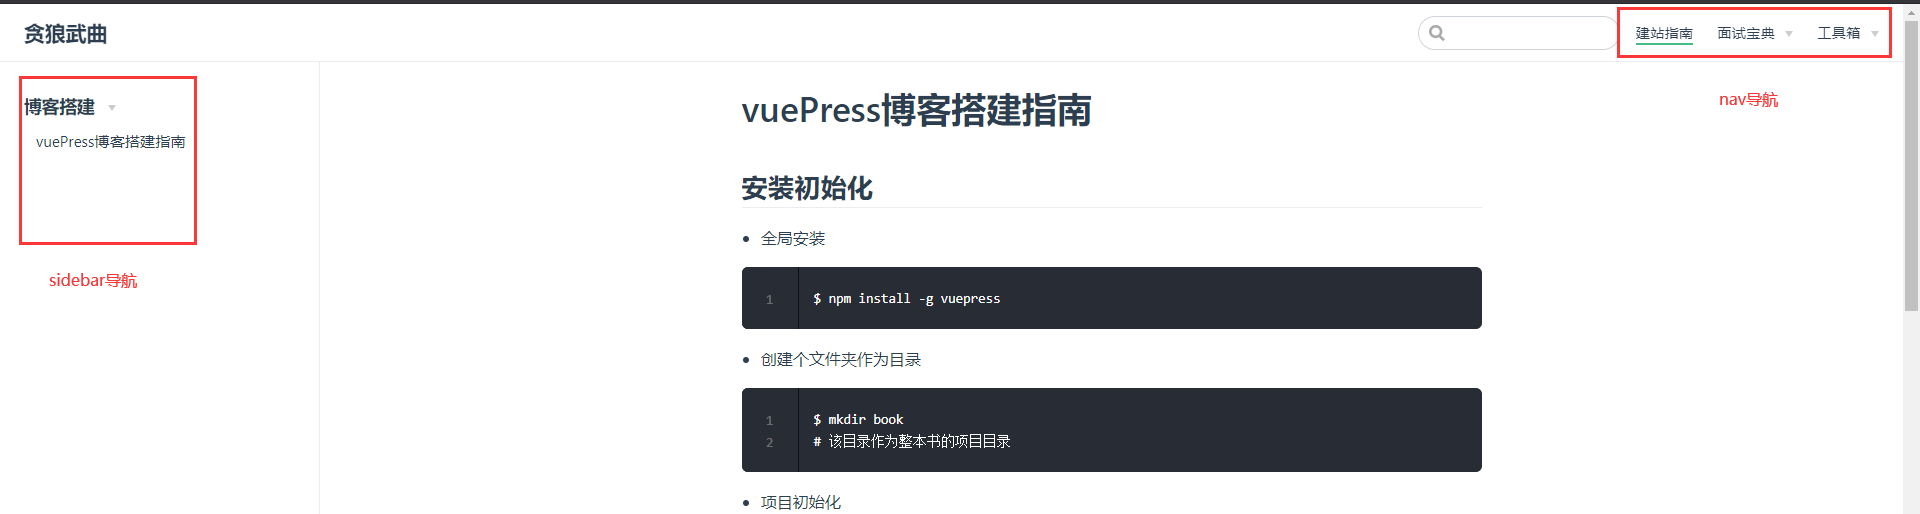 贪狼武曲
建站指南 面试宝典 工具箱
nav导航
博客搭建
vuePress博客搭建指南
sidebar导航
vuePress博客搭建指南
安装初始化
• 全局安装
1 $ npm install -g vuepress
• 创建个文件夹作为目录
1 $ mkdir book
2 # 该目录作为整本书的项目目录
• 项目初始化